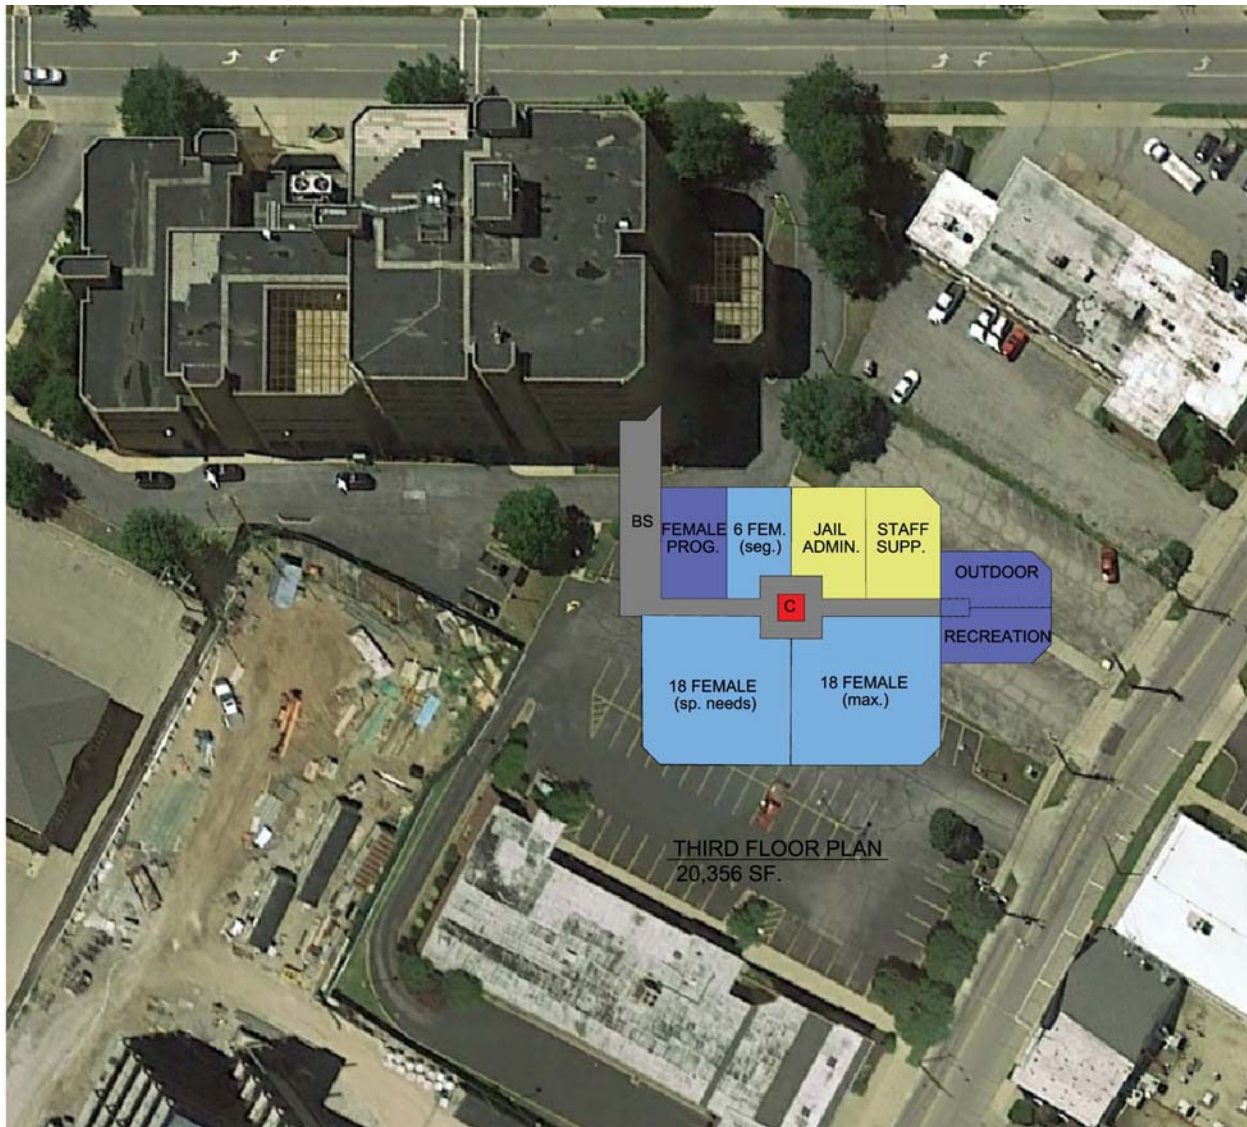 BS
FEMALE
PROG.
6 FEM.
(seg.)
JAIL
ADMIN.
STAFF
SUPP.
OUTDOOR
C
RECREATION
18 FEMALE
(sp. needs)
18 FEMALE
(max.)
THIRD FLOOR PLAN
20,356 SF.